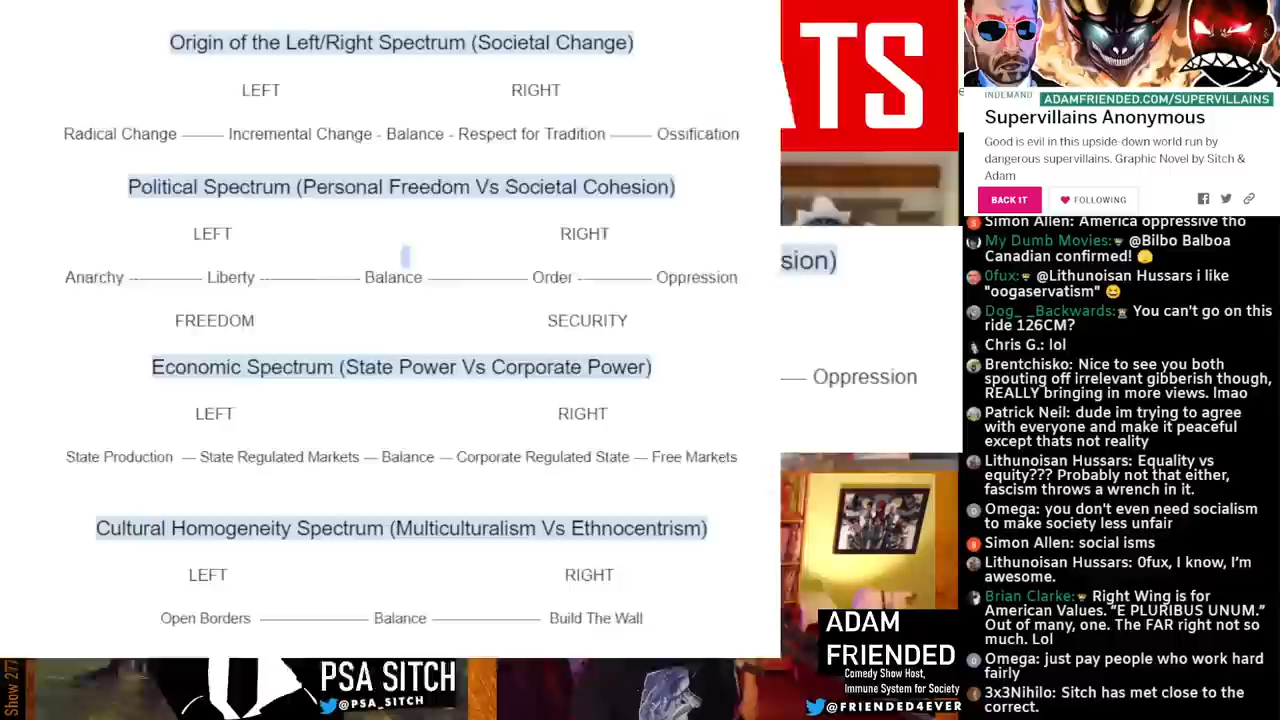 Origin of the Left/Right Spectrum (Societal Change)
LEFT RIGHT
Radical Change —— Incremental Change - Balance - Respect for Tradition —— Ossification
Political Spectrum (Personal Freedom Vs Societal Cohesion)
LEFT RIGHT
Anarchy ———— Liberty ———— Balance ———— Order ———— Oppression
FREEDOM SECURITY
Economic Spectrum (State Power Vs Corporate Power)
LEFT RIGHT
State Production — State Regulated Markets — Balance — Corporate Regulated State — Free Markets
Cultural Homogeneity Spectrum (Multiculturalism Vs Ethnocentrism)
LEFT RIGHT
Open Borders ———— Balance ———— Build The Wall
ATS
sion)
— Oppression
Show 277
PSA SITCH
@PSA_SITCH
ADAM
FRIENDED
Comedy Show Host,
Immune System for Society
@FRIENDED4EVER
INDEMAND
ADAMFRIENDED.COM/SUPERVILLAINS
Supervillains Anonymous
Good is evil in this upside-down world run by
dangerous supervillains. Graphic Novel by Sitch &
Adam
BACK IT
FOLLOWING
Simon Allen: America oppressive tho
My Dumb Movies: @Bilbo Balboa
Canadian confirmed!
0fux: @Lithunoisan Hussars i like
"oogaservatism" 😆
Dog_ _Backwards: You can't go on this
ride 126CM?
Chris G.: lol
Brentchisko: Nice to see you both
spouting off irrelevant gibberish though,
REALLY bringing in more views. lmao
Patrick Neil: dude im trying to agree
with everyone and make it peaceful
except thats not reality
Lithunoisan Hussars: Equality vs
equity??? Probably not that either,
fascism throws a wrench in it.
Omega: you don't even need socialism
to make society less unfair
Simon Allen: social isms
Lithunoisan Hussars: 0fux, I know, I'm
awesome.
Brian Clarke: Right Wing is for
American Values. "E PLURIBUS UNUM."
Out of many, one. The FAR right not so
much. Lol
Omega: just pay people who work hard
fairly
3x3Nihilo: Sitch has met close to the
correct.